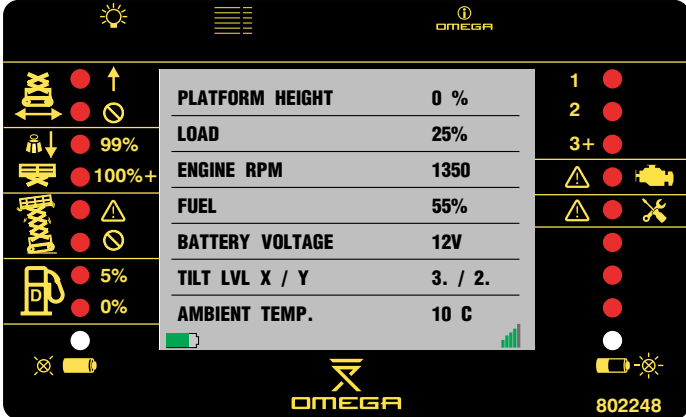 OMEGA
PLATFORM HEIGHT 0 %
LOAD 25%
ENGINE RPM 1350
FUEL 55%
BATTERY VOLTAGE 12V
TILT LVL X / Y 3. / 2.
AMBIENT TEMP. 10 C
99%
100%+
5%
D
0%
1
2
3+
OMEGA
802248